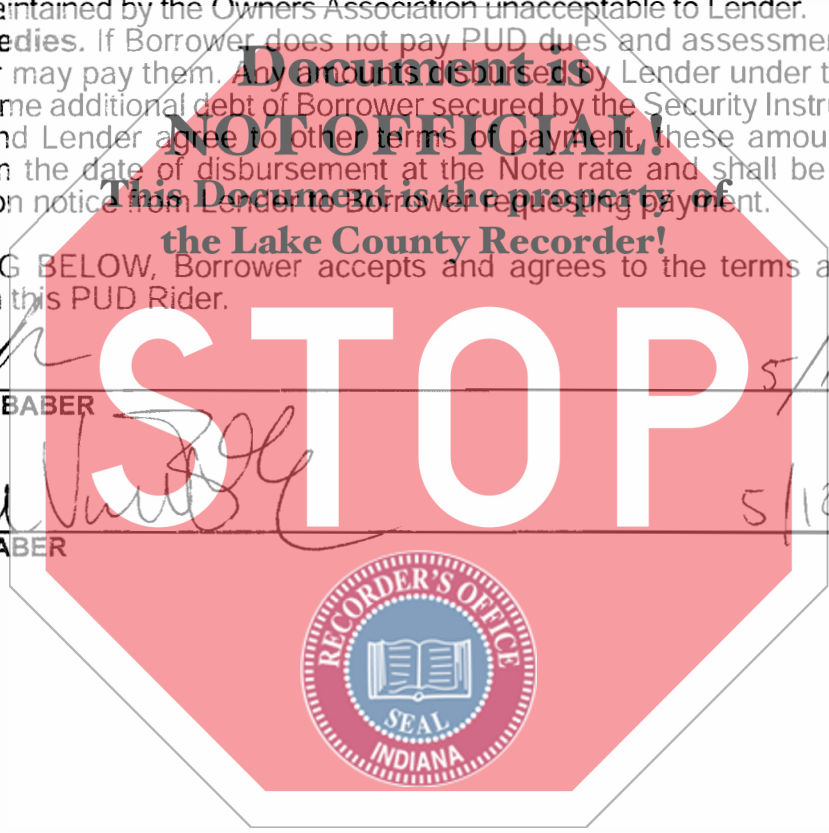 aintained by the Owners Association unacceptable to Lender.
edies. If Borrower does not pay PUD dues and assessme
may pay them. Any amounts disbursed by Lender under t
me additional debt of Borrower secured by the Security Instr
nd Lender agree to other terms of payment, these amou
n the date of disbursement at the Note rate and shall be
on notice from Lender to Borrower requesting payment.
Document is
NOT OFFICIAL!
This Document is the property of
the Lake County Recorder!
G BELOW, Borrower accepts and agrees to the terms a
this PUD Rider.
STOP
5/
BABER
5/1
ABER
RECORDER'S OFFICE
SEAL
INDIANA